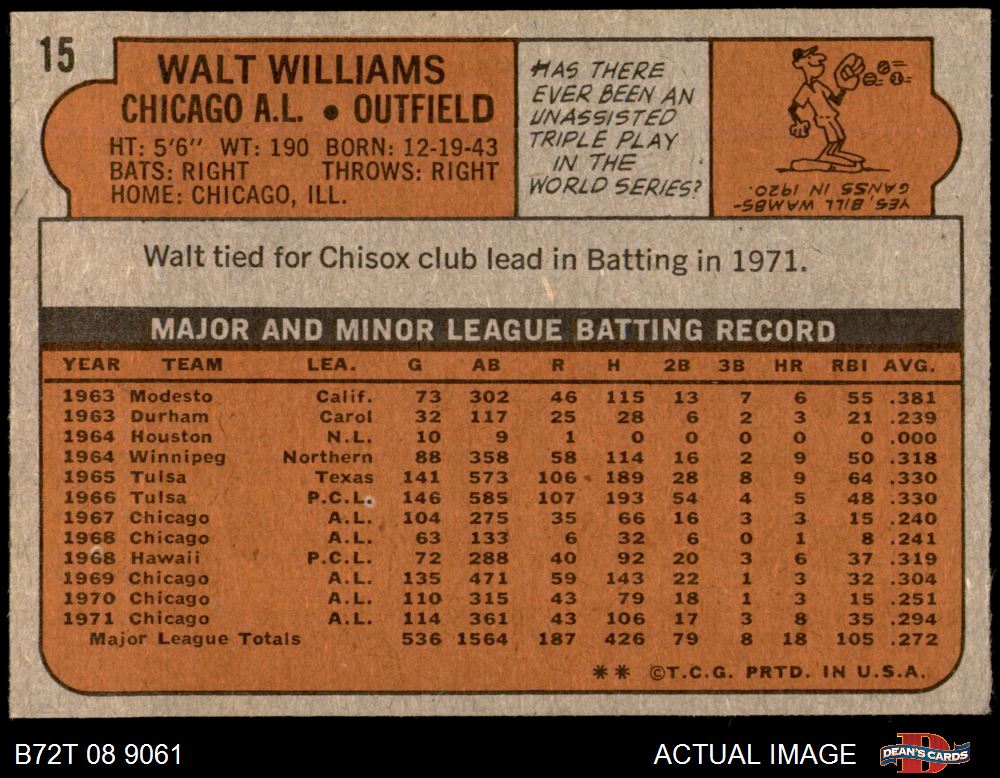 15
WALT WILLIAMS
CHICAGO A.L. • OUTFIELD
HT: 5'6" WT: 190 BORN: 12-19-43
BATS: RIGHT THROWS: RIGHT
HOME: CHICAGO, ILL.
HAS THERE
EVER BEEN AN
UNASSISTED
TRIPLE PLAY
IN THE
WORLD SERIES?
YES, BILL WAMBS-
GANSS IN 1920.
Walt tied for Chisox club lead in Batting in 1971.
MAJOR AND MINOR LEAGUE BATTING RECORD
YEAR TEAM LEA. G AB R H 2B 3B HR RBI AVG.
1963 Modesto Calif. 73 302 46 115 13 7 6 55 .381
1963 Durham Carol 32 117 25 28 6 2 3 21 .239
1964 Houston N.L. 10 9 1 0 0 0 0 0 .000
1964 Winnipeg Northern 88 358 58 114 16 2 9 50 .318
1965 Tulsa Texas 141 573 106 189 28 8 9 64 .330
1966 Tulsa P.C.L. 146 585 107 193 54 4 5 48 .330
1967 Chicago A.L. 104 275 35 66 16 3 3 15 .240
1968 Chicago A.L. 63 133 6 32 6 0 1 8 .241
1968 Hawaii P.C.L. 72 288 40 92 20 3 6 37 .319
1969 Chicago A.L. 135 471 59 143 22 1 3 32 .304
1970 Chicago A.L. 110 315 43 79 18 1 3 15 .251
1971 Chicago A.L. 114 361 43 106 17 3 8 35 .294
Major League Totals 536 1564 187 426 79 8 18 105 .272
** ©T.C.G. PRTD. IN U.S.A.
B72T 08 9061
ACTUAL IMAGE
D
DEAN'S CARDS